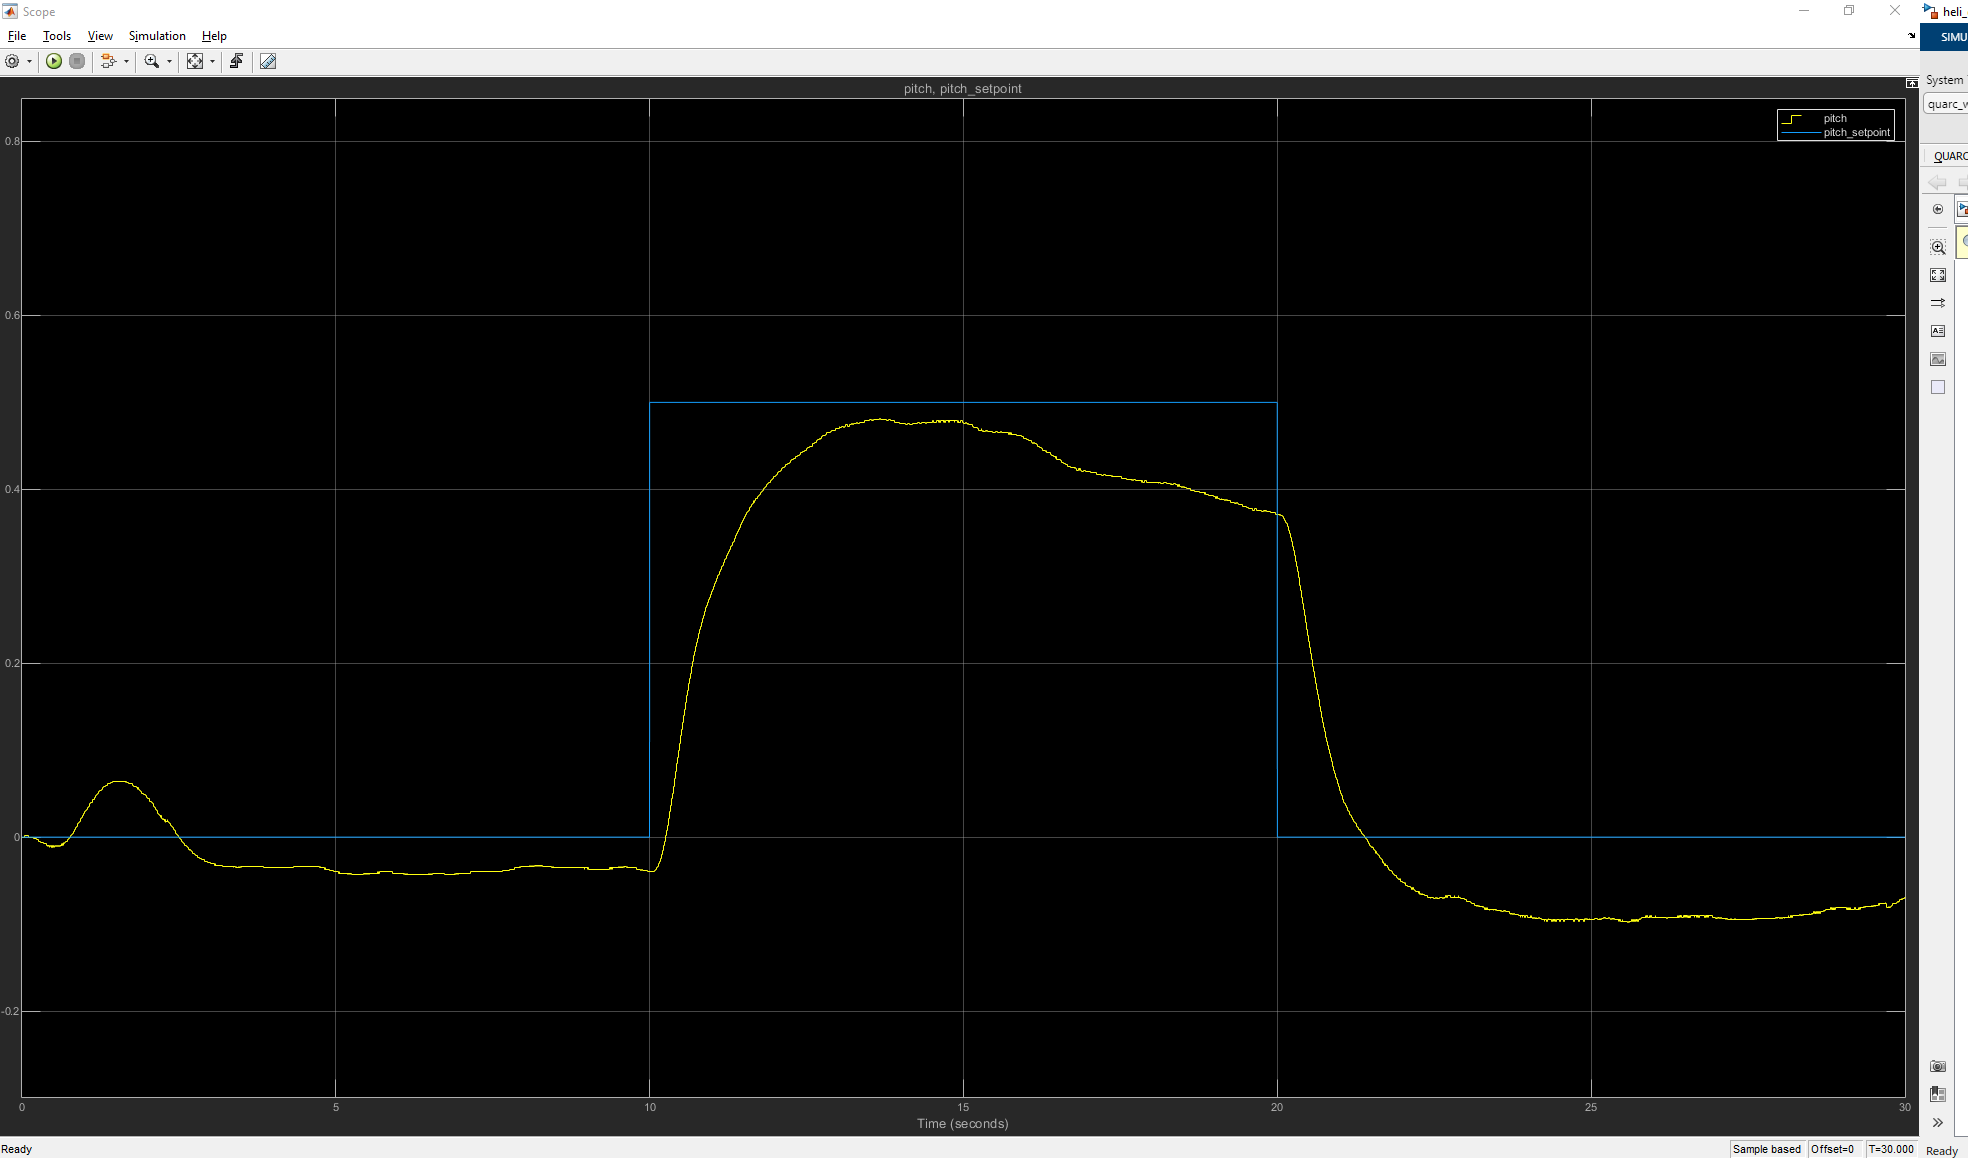 Scope
heli_
File Tools View Simulation Help
SIMU
System
quarc_w
QUARC
pitch, pitch_setpoint
pitch
pitch_setpoint
0.8
0.6
0.4
0.2
0
-0.2
0 5 10 15 20 25 30
Time (seconds)
Ready
Sample based Offset=0 T=30.000
Ready